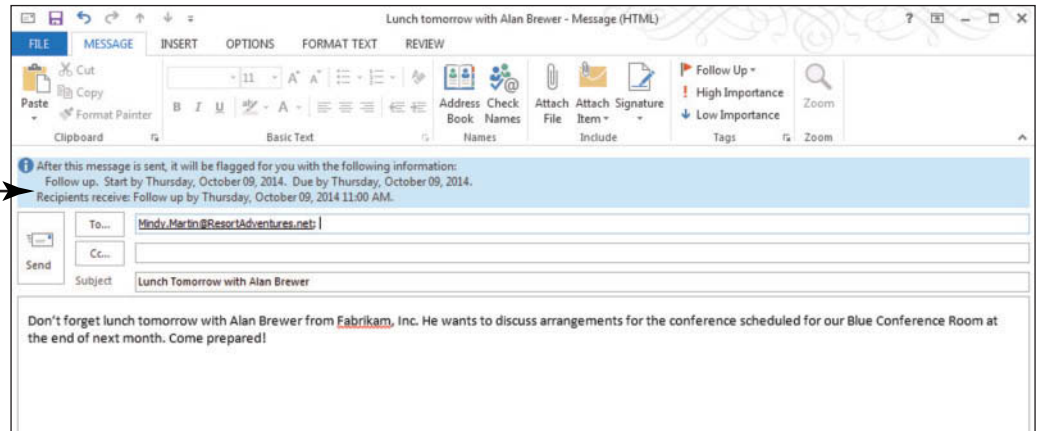 Lunch tomorrow with Alan Brewer - Message (HTML)
FILE MESSAGE INSERT OPTIONS FORMAT TEXT REVIEW
Paste
Cut
Copy
Format Painter
Clipboard
11
B I U
Basic Text
Address Book
Check Names
Names
Attach File
Attach Item
Signature
Include
Follow Up
High Importance
Low Importance
Tags
Zoom
Zoom
After this message is sent, it will be flagged for you with the following information:
Follow up. Start by Thursday, October 09, 2014. Due by Thursday, October 09, 2014.
Recipients receive: Follow up by Thursday, October 09, 2014 11:00 AM.
Send
To... Mindy.Martin@ResortAdventures.net;
Cc...
Subject Lunch Tomorrow with Alan Brewer
Don't forget lunch tomorrow with Alan Brewer from Fabrikam, Inc. He wants to discuss arrangements for the conference scheduled for our Blue Conference Room at
the end of next month. Come prepared!